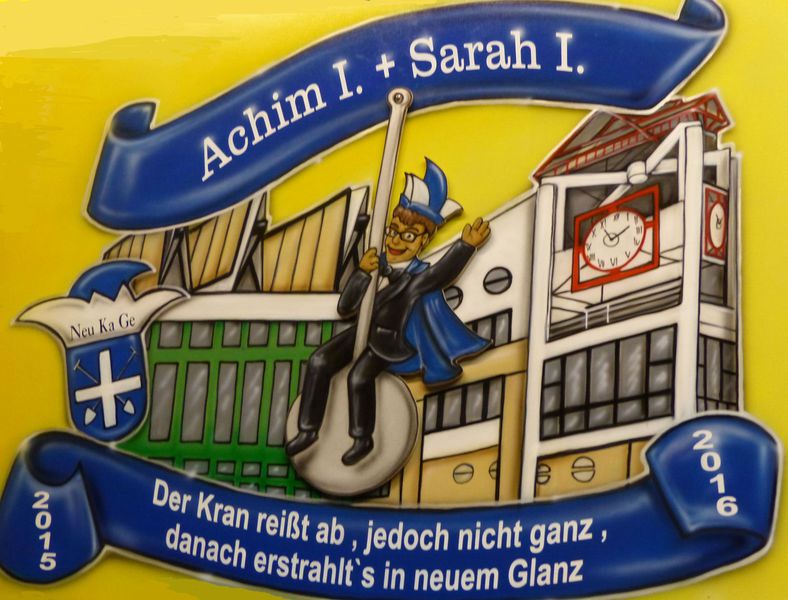 Achim I. + Sarah I.
Neu Ka Ge
2015
2016
Der Kran reißt ab , jedoch nicht ganz ,
danach erstrahlt`s in neuem Glanz